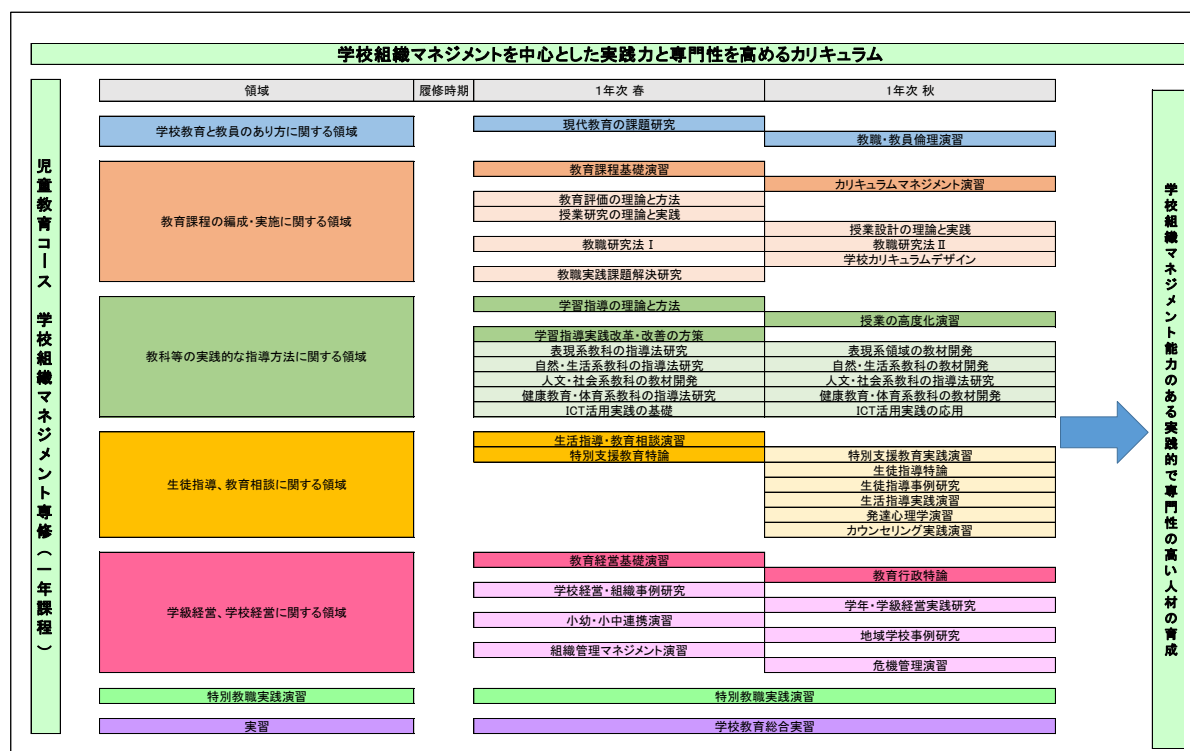 学校組織マネジメントを中心とした実践力と専門性を高めるカリキュラム
児童教育コース 学校組織マネジメント専修(一年課程)
領域 履修時期 1年次 春 1年次 秋
学校教育と教員のあり方に関する領域
現代教育の課題研究
教職・教員倫理演習
教育課程の編成・実施に関する領域
教育課程基礎演習
カリキュラムマネジメント演習
教育評価の理論と方法
授業研究の理論と実践
授業設計の理論と実践
教職研究法Ⅰ 教職研究法Ⅱ
学校カリキュラムデザイン
教職実践課題解決研究
教科等の実践的な指導方法に関する領域
学習指導の理論と方法
授業の高度化演習
学習指導実践改革・改善の方策
表現系教科の指導法研究 表現系領域の教材開発
自然・生活系教科の指導法研究 自然・生活系教科の教材開発
人文・社会系教科の教材開発 人文・社会系教科の指導法研究
健康教育・体育系教科の指導法研究 健康教育・体育系教科の教材開発
ICT活用実践の基礎 ICT活用実践の応用
生徒指導、教育相談に関する領域
生活指導・教育相談演習
特別支援教育特論 特別支援教育実践演習
生徒指導特論
生徒指導事例研究
生活指導実践演習
発達心理学演習
カウンセリング実践演習
学級経営、学校経営に関する領域
教育経営基礎演習
教育行政特論
学校経営・組織事例研究
学年・学級経営実践研究
小幼・小中連携演習
地域学校事例研究
組織管理マネジメント演習
危機管理演習
特別教職実践演習 特別教職実践演習
実習 学校教育総合実習
学校組織マネジメント能力のある実践的で専門性の高い人材の育成